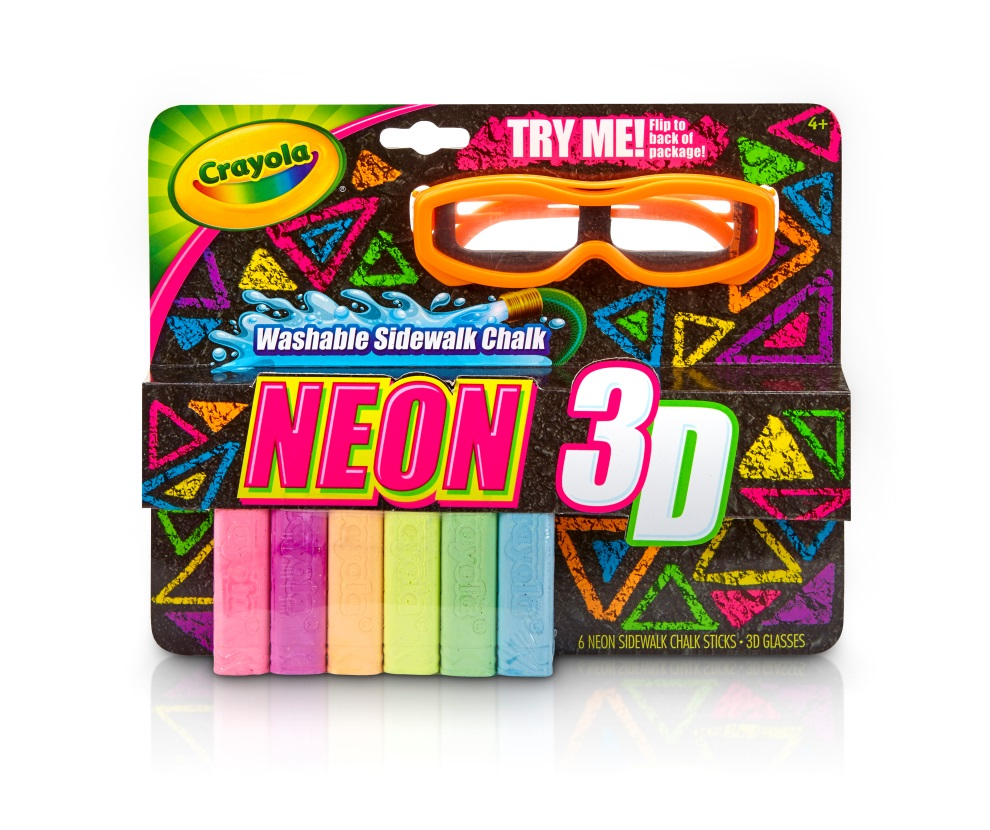 Crayola
®
TRY ME!
Flip to
back of
package!
4+
Washable Sidewalk Chalk
NEON
3D
6 NEON SIDEWALK CHALK STICKS • 3D GLASSES